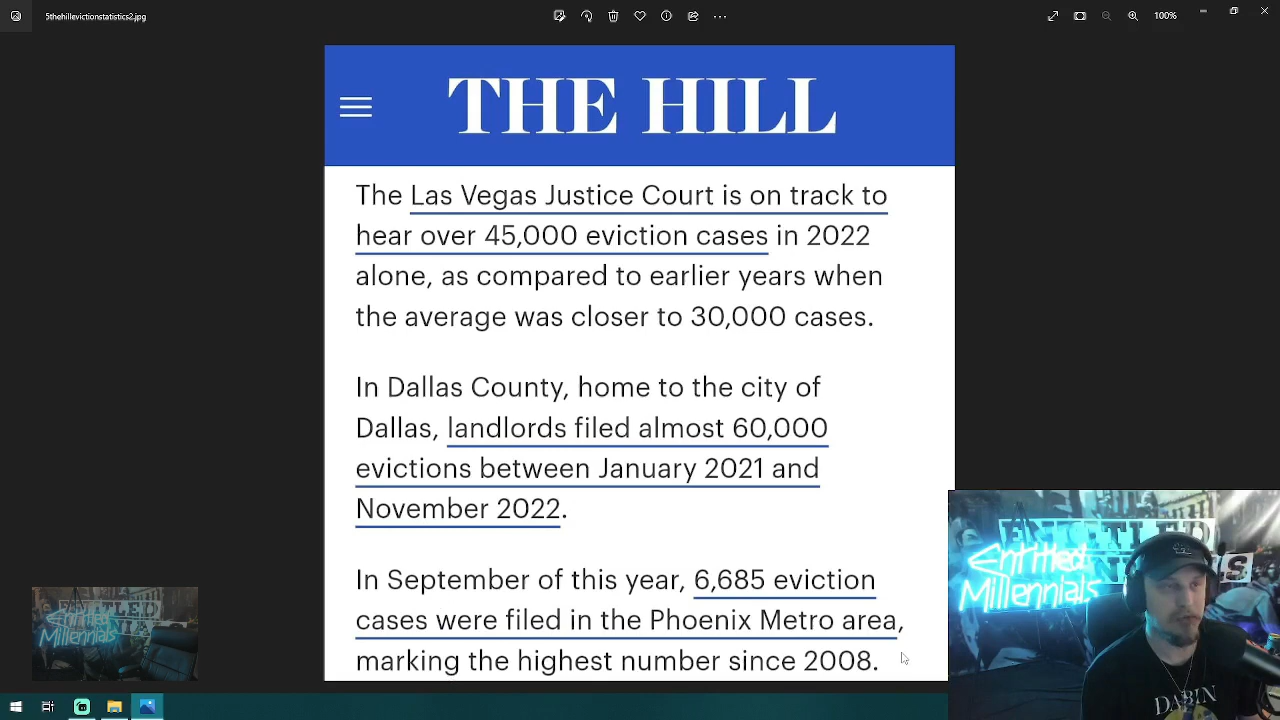 5thehillevictionstatistics2.jpg
100%
THE HILL
The Las Vegas Justice Court is on track to
hear over 45,000 eviction cases in 2022
alone, as compared to earlier years when
the average was closer to 30,000 cases.
In Dallas County, home to the city of
Dallas, landlords filed almost 60,000
evictions between January 2021 and
November 2022.
In September of this year, 6,685 eviction
cases were filed in the Phoenix Metro area,
marking the highest number since 2008.
Entitled
Millennials
ENTITLED
Entitled
Millennials
DABIN